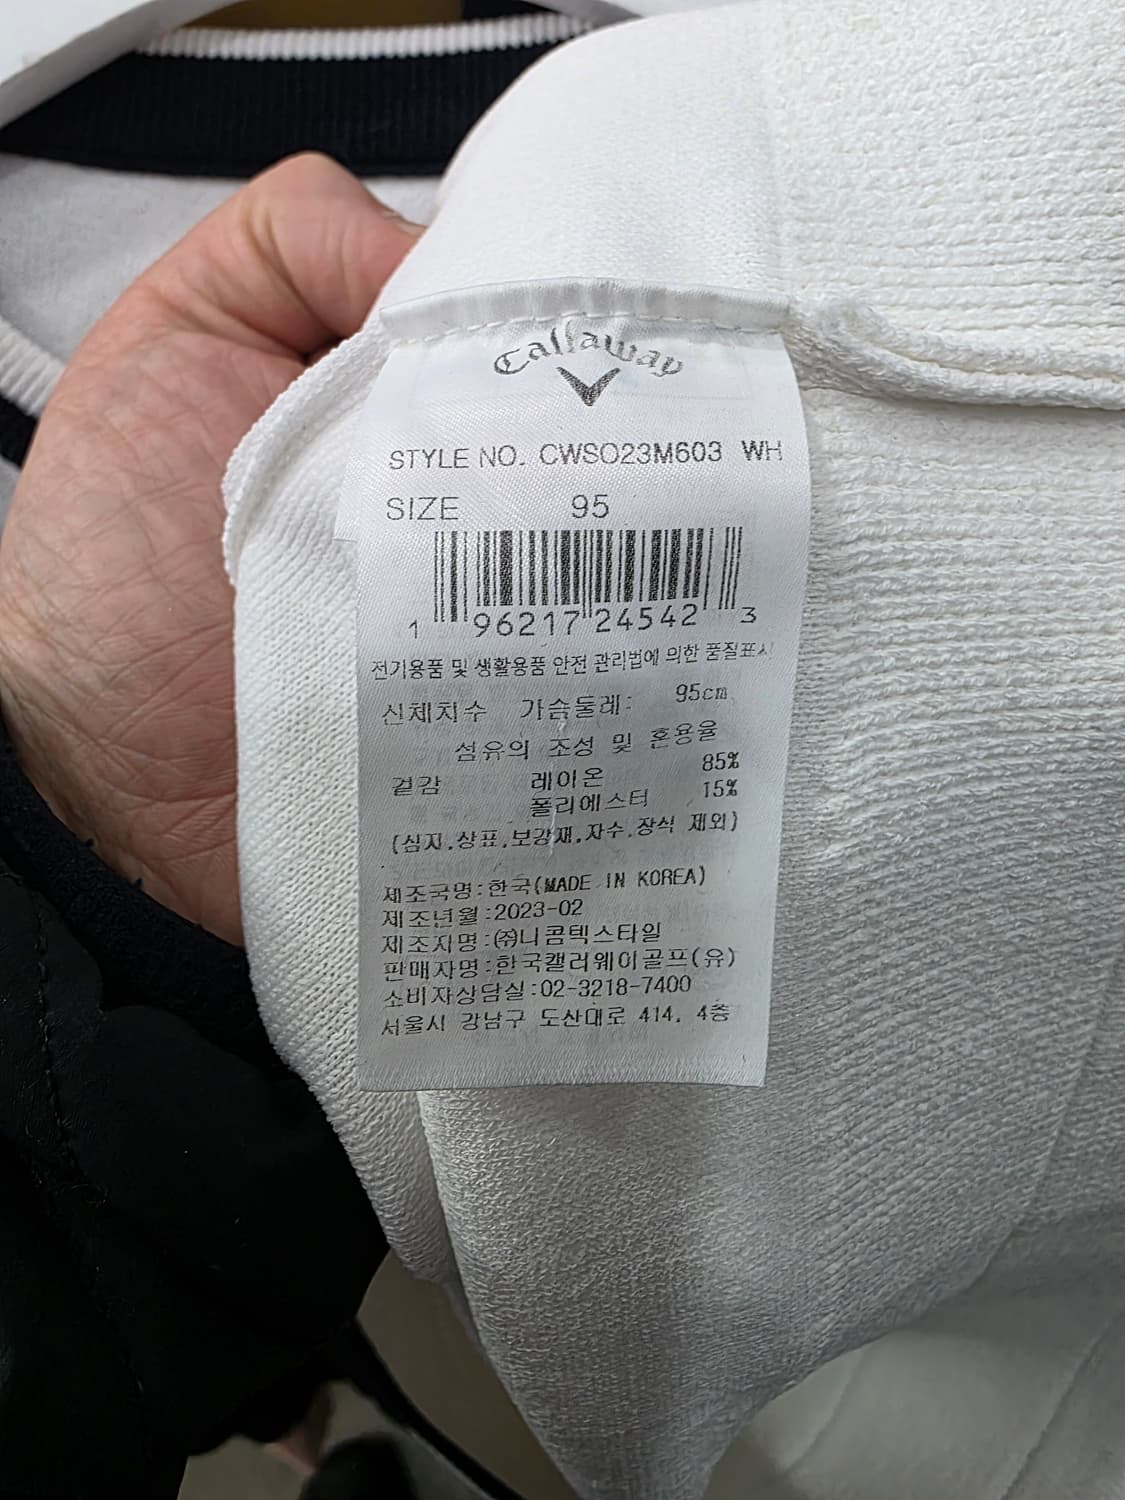 Callaway
STYLE NO. CWSO23M603 WH
SIZE 95
1 96217 24542 3
전기용품 및 생활용품 안전 관리법에 의한 품질표시
신체치수 가슴둘레: 95cm
섬유의 조성 및 혼용율
겉감 레이온 85%
폴리에스터 15%
(심지,상표,보강재,자수,장식 제외)
제조국명:한국(MADE IN KOREA)
제조년월:2023-02
제조자명:㈜니콤텍스타일
판매자명:한국캘러웨이골프(유)
소비자상담실:02-3218-7400
서울시 강남구 도산대로 414, 4층